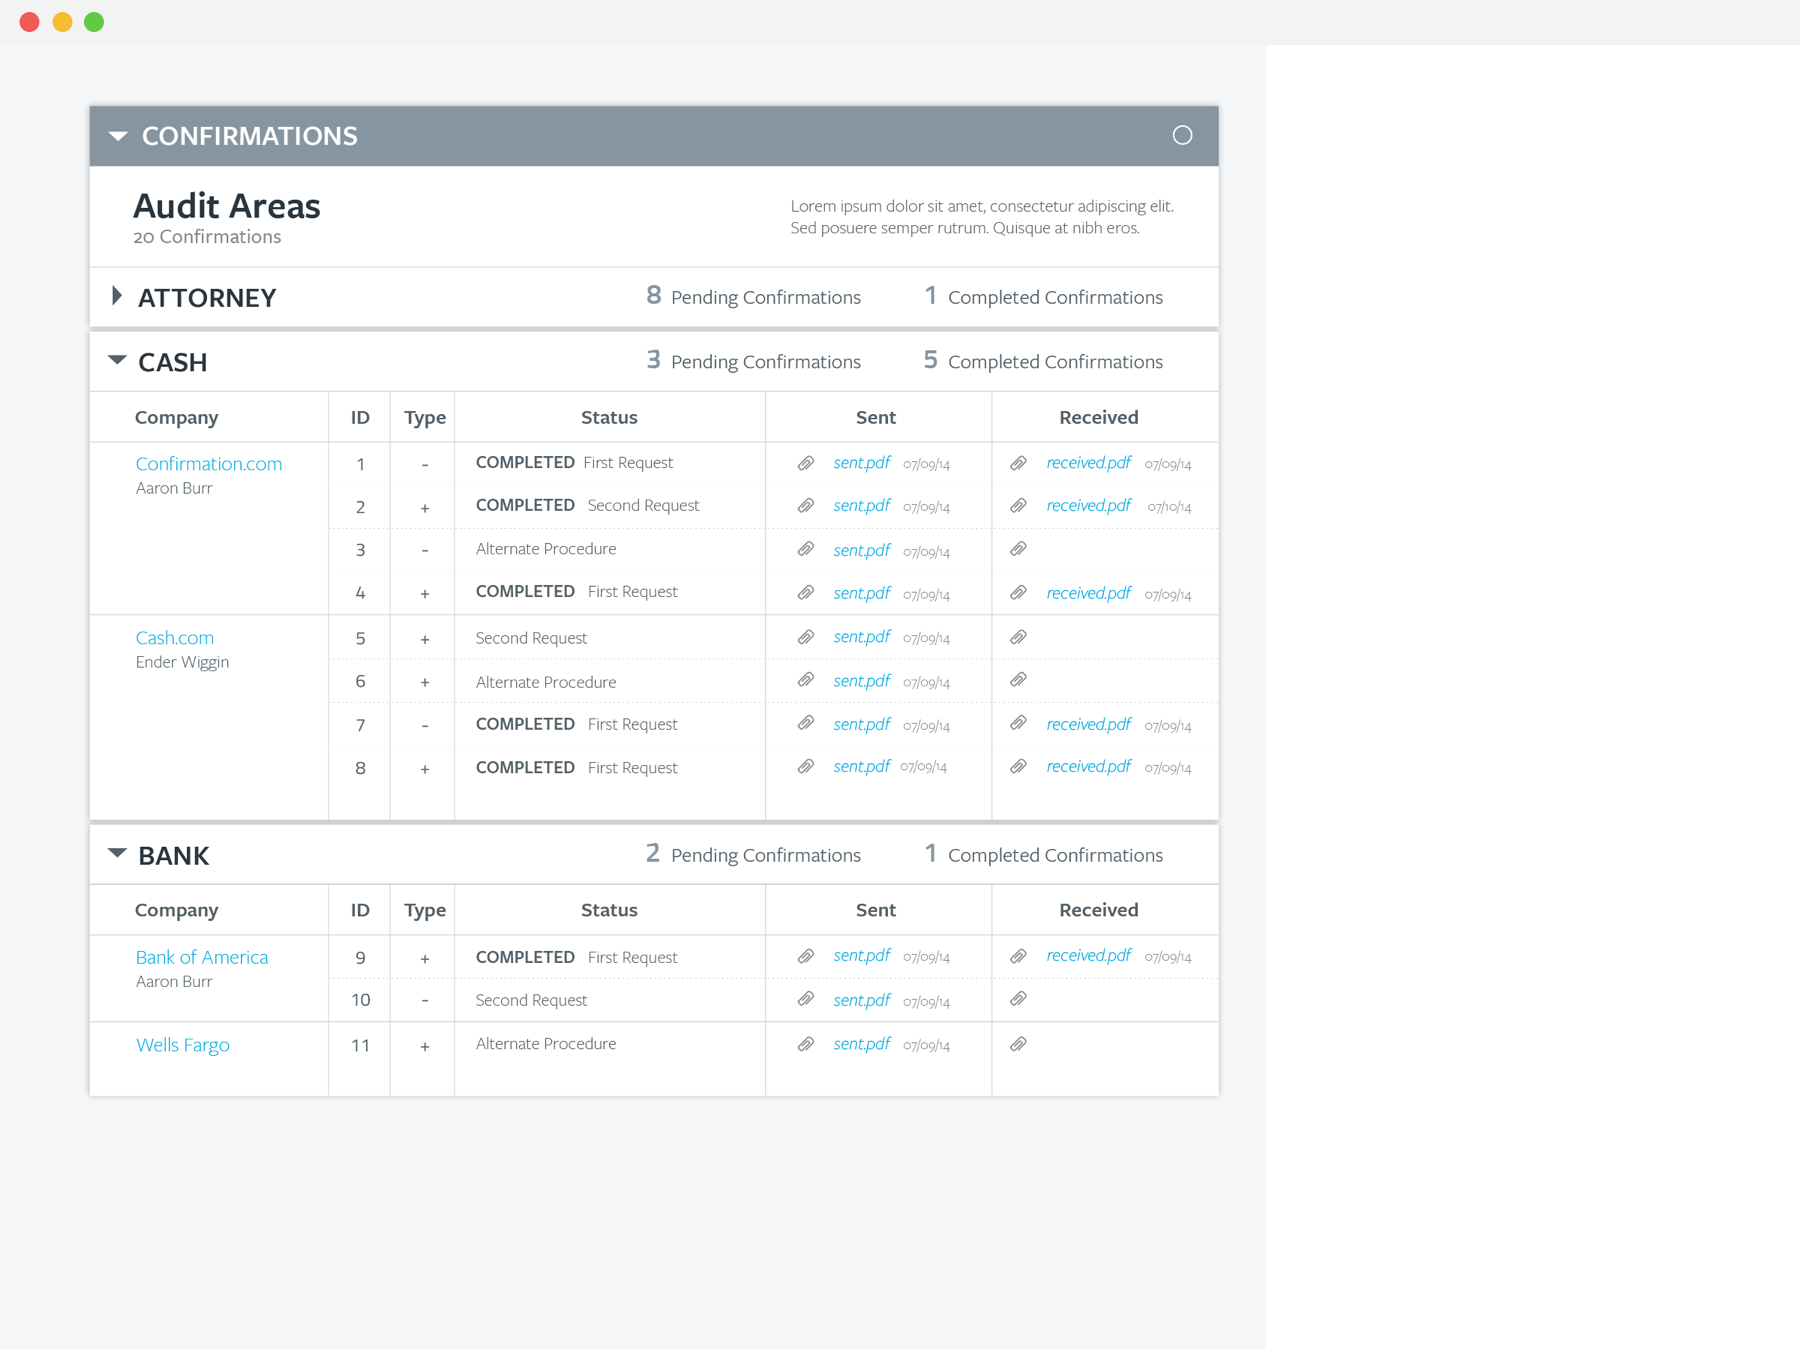 CONFIRMATIONS
Audit Areas
20 Confirmations
Lorem ipsum dolor sit amet, consectetur adipiscing elit.
Sed posuere semper rutrum. Quisque at nibh eros.
ATTORNEY 8 Pending Confirmations 1 Completed Confirmations
CASH 3 Pending Confirmations 5 Completed Confirmations
Company ID Type Status Sent Received
Confirmation.com 1 - COMPLETED First Request sent.pdf 07/09/14 received.pdf 07/09/14
Aaron Burr
2 + COMPLETED Second Request sent.pdf 07/09/14 received.pdf 07/10/14
3 - Alternate Procedure sent.pdf 07/09/14
4 + COMPLETED First Request sent.pdf 07/09/14 received.pdf 07/09/14
Cash.com 5 + Second Request sent.pdf 07/09/14
Ender Wiggin
6 + Alternate Procedure sent.pdf 07/09/14
7 - COMPLETED First Request sent.pdf 07/09/14 received.pdf 07/09/14
8 + COMPLETED First Request sent.pdf 07/09/14 received.pdf 07/09/14
BANK 2 Pending Confirmations 1 Completed Confirmations
Company ID Type Status Sent Received
Bank of America 9 + COMPLETED First Request sent.pdf 07/09/14 received.pdf 07/09/14
Aaron Burr
10 - Second Request sent.pdf 07/09/14
Wells Fargo 11 + Alternate Procedure sent.pdf 07/09/14